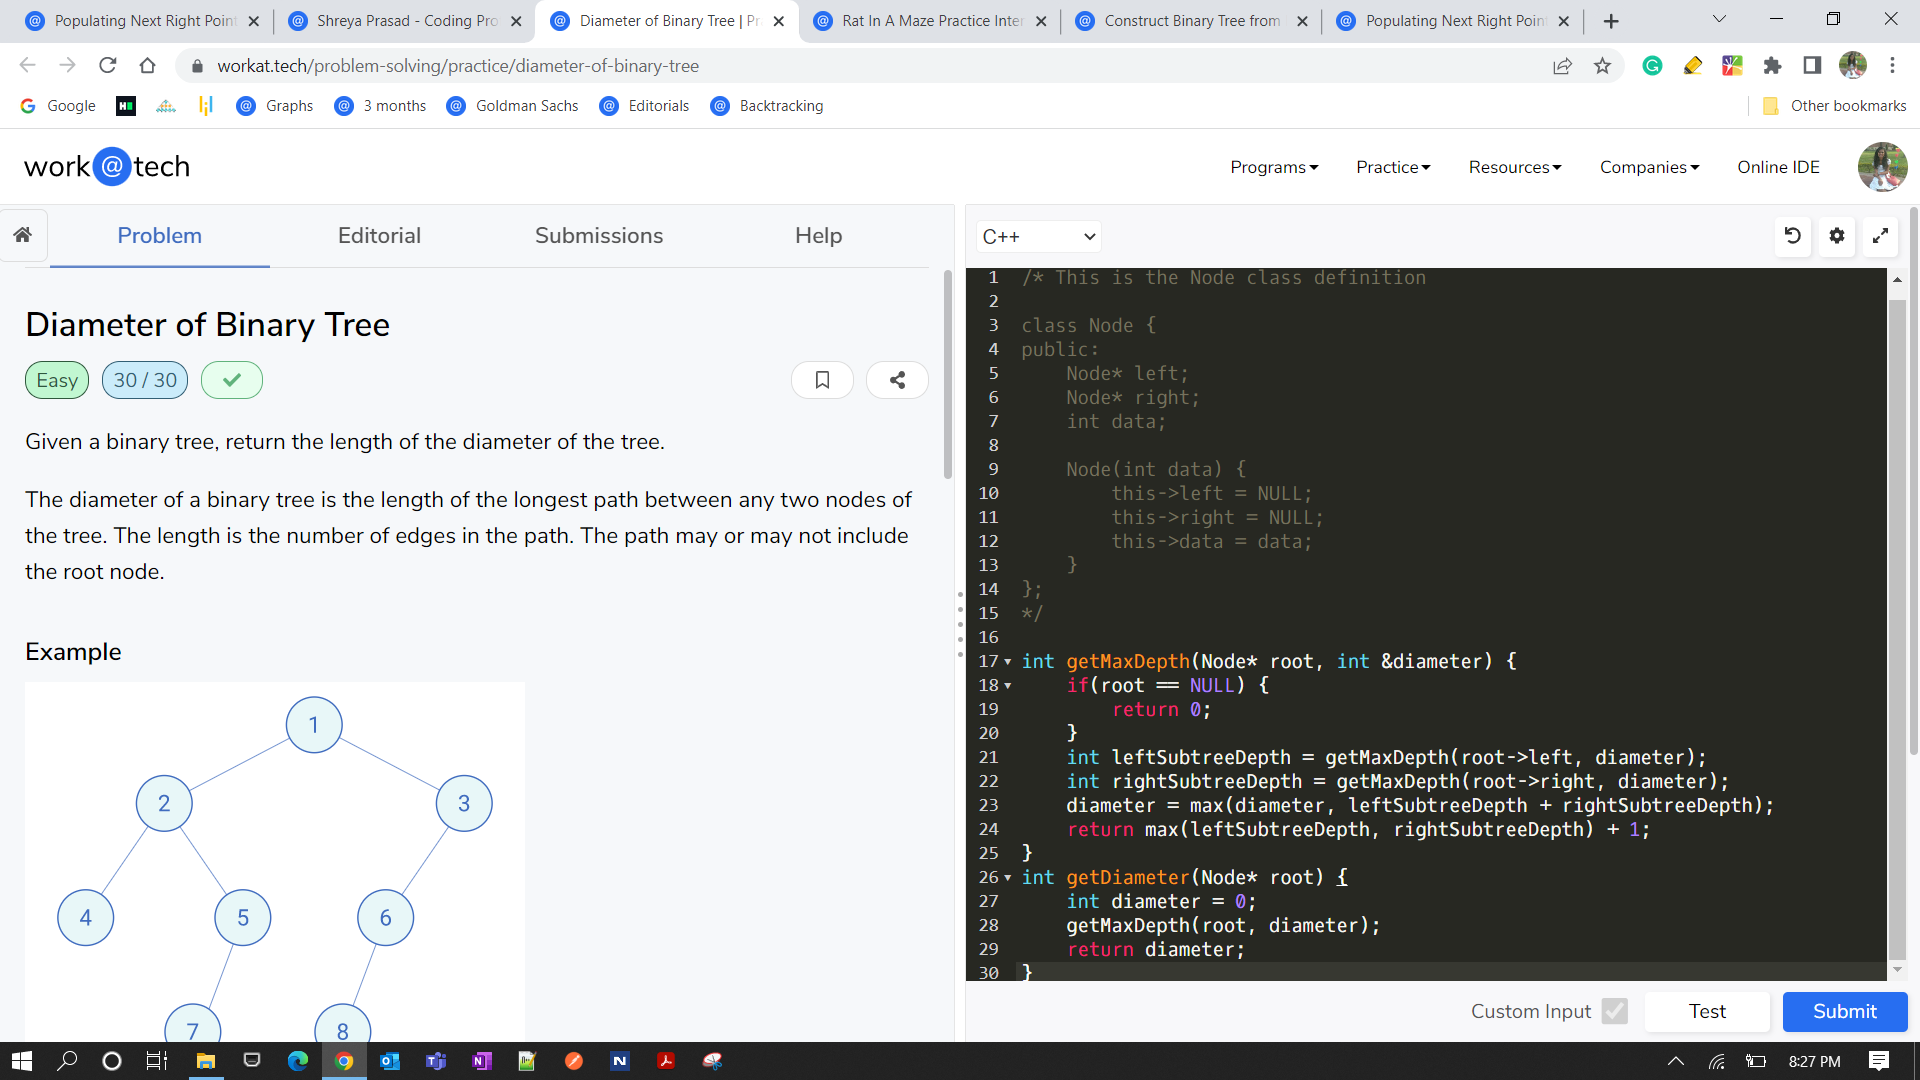 Populating Next Right Point
Shreya Prasad - Coding Pro
Diameter of Binary Tree | Pr
Rat In A Maze Practice Inter
Construct Binary Tree from
Populating Next Right Point
workat.tech/problem-solving/practice/diameter-of-binary-tree
Google
Graphs
3 months
Goldman Sachs
Editorials
Backtracking
Other bookmarks
work@tech
Programs
Practice
Resources
Companies
Online IDE
Problem
Editorial
Submissions
Help
C++
Diameter of Binary Tree
Easy
30 / 30
Given a binary tree, return the length of the diameter of the tree.
The diameter of a binary tree is the length of the longest path between any two nodes of
the tree. The length is the number of edges in the path. The path may or may not include
the root node.
Example
1
2
3
4
5
6
7
8
1 /* This is the Node class definition
2
3 class Node {
4 public:
5     Node* left;
6     Node* right;
7     int data;
8
9     Node(int data) {
10         this->left = NULL;
11         this->right = NULL;
12         this->data = data;
13     }
14 };
15 */
16
17 int getMaxDepth(Node* root, int &diameter) {
18     if(root == NULL) {
19         return 0;
20     }
21     int leftSubtreeDepth = getMaxDepth(root->left, diameter);
22     int rightSubtreeDepth = getMaxDepth(root->right, diameter);
23     diameter = max(diameter, leftSubtreeDepth + rightSubtreeDepth);
24     return max(leftSubtreeDepth, rightSubtreeDepth) + 1;
25 }
26 int getDiameter(Node* root) {
27     int diameter = 0;
28     getMaxDepth(root, diameter);
29     return diameter;
30 }
Custom Input
Test
Submit
8:27 PM